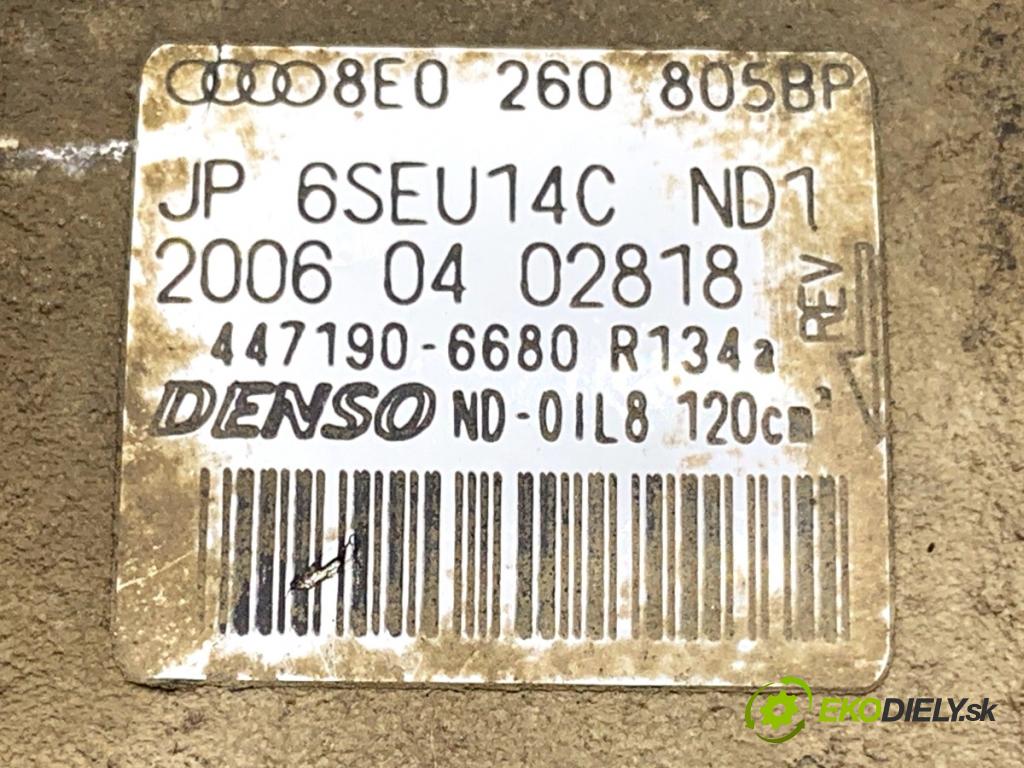 8E0 260 805BP
JP 6SEU14C ND1
2006 04 02818
REV
447190-6680 R134a
DENSO ND-OIL8 120cm³
EKODIELY.sk